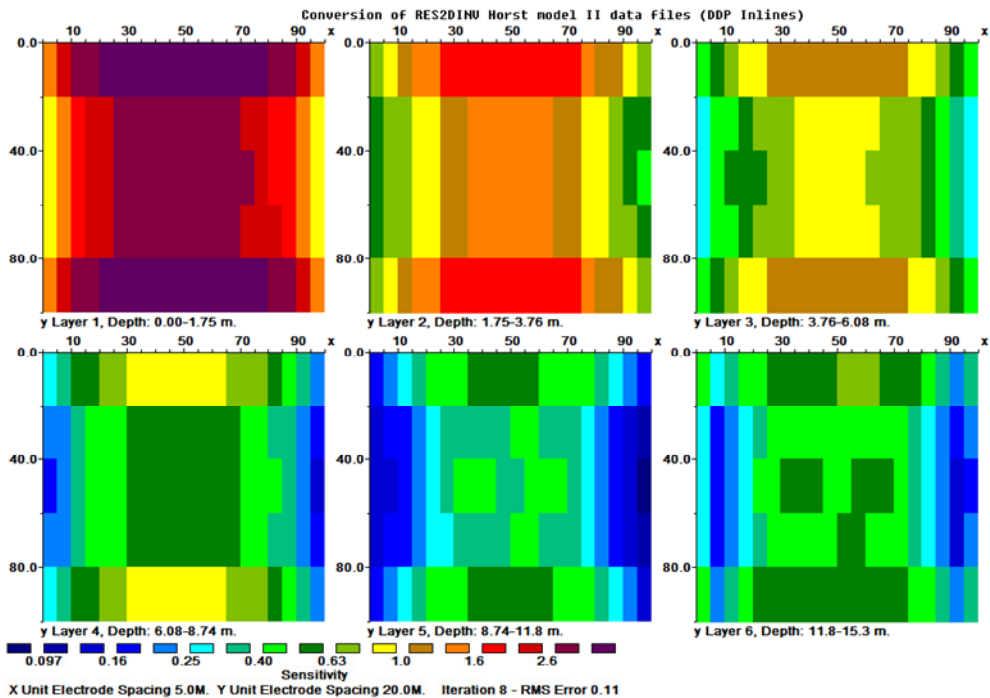 Conversion of RES2DINV Horst model II data files (DDP Inlines)
10 30 50 70 90 x
10 30 50 70 90 x
10 30 50 70 90 x
0.0
0.0
0.0
40.0
40.0
40.0
80.0
80.0
80.0
y Layer 1, Depth: 0.00-1.75 m.
y Layer 2, Depth: 1.75-3.76 m.
y Layer 3, Depth: 3.76-6.08 m.
10 30 50 70 90 x
10 30 50 70 90 x
10 30 50 70 90 x
0.0
0.0
0.0
40.0
40.0
40.0
80.0
80.0
80.0
y Layer 4, Depth: 6.08-8.74 m.
y Layer 5, Depth: 8.74-11.8 m.
y Layer 6, Depth: 11.8-15.3 m.
0.097 0.16 0.25 0.40 0.63 1.0 1.6 2.6
Sensitivity
X Unit Electrode Spacing 5.0M. Y Unit Electrode Spacing 20.0M. Iteration 8 - RMS Error 0.11